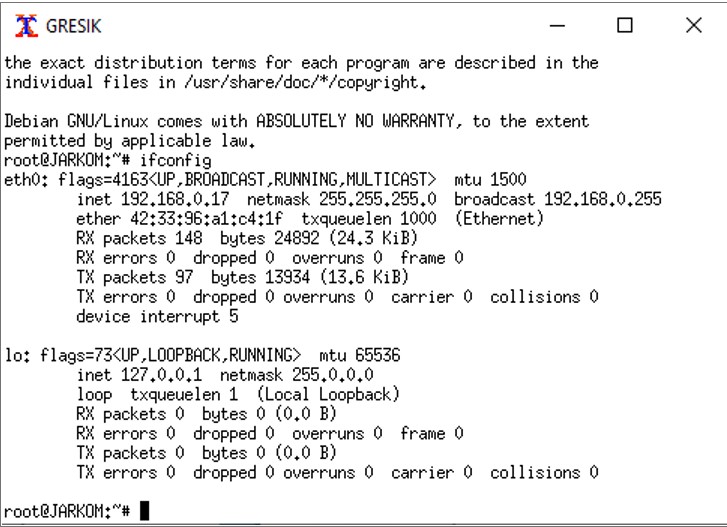 GRESIK
the exact distribution terms for each program are described in the
individual files in /usr/share/doc/*/copyright.
Debian GNU/Linux comes with ABSOLUTELY NO WARRANTY, to the extent
permitted by applicable law.
root@JARKOM:~# ifconfig
eth0: flags=4163<UP,BROADCAST,RUNNING,MULTICAST>  mtu 1500
        inet 192.168.0.17  netmask 255.255.255.0  broadcast 192.168.0.255
        ether 42:33:96:a1:c4:1f  txqueuelen 1000  (Ethernet)
        RX packets 148  bytes 24892 (24.3 KiB)
        RX errors 0  dropped 0  overruns 0  frame 0
        TX packets 97  bytes 13934 (13.6 KiB)
        TX errors 0  dropped 0 overruns 0  carrier 0  collisions 0
        device interrupt 5
lo: flags=73<UP,LOOPBACK,RUNNING>  mtu 65536
        inet 127.0.0.1  netmask 255.0.0.0
        loop  txqueuelen 1  (Local Loopback)
        RX packets 0  bytes 0 (0.0 B)
        RX errors 0  dropped 0  overruns 0  frame 0
        TX packets 0  bytes 0 (0.0 B)
        TX errors 0  dropped 0 overruns 0  carrier 0  collisions 0
root@JARKOM:~#